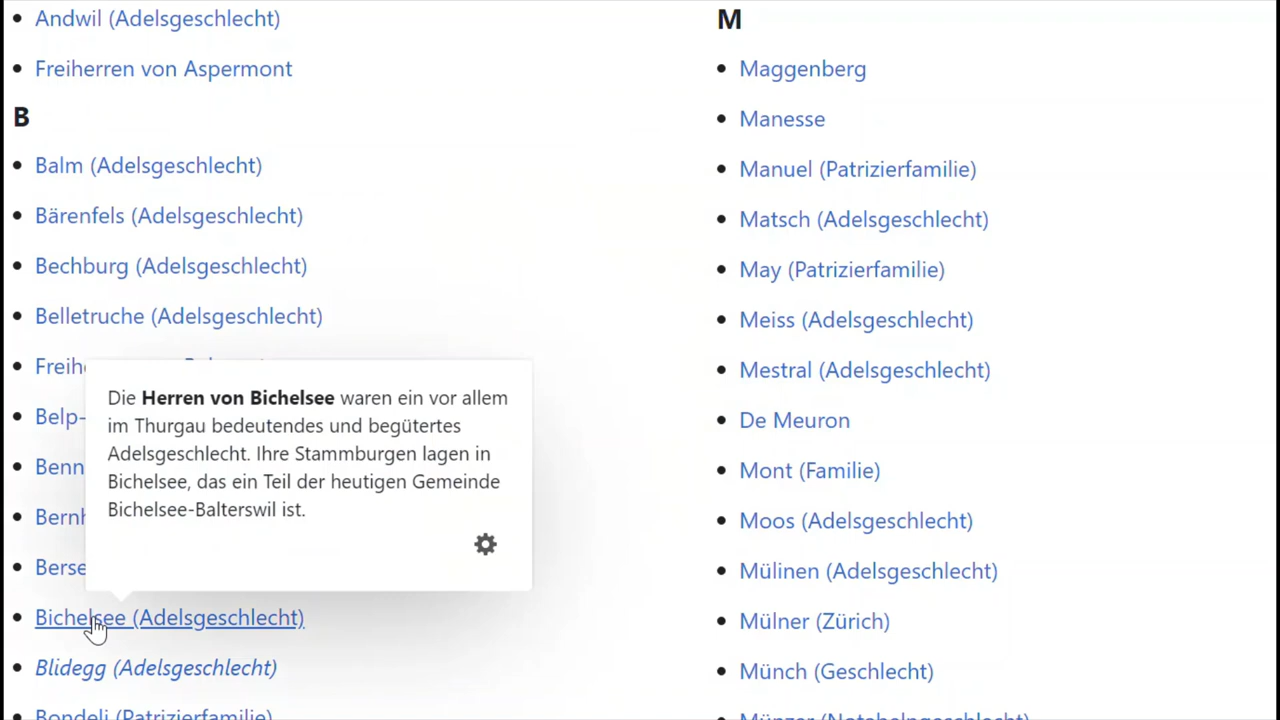 Andwil (Adelsgeschlecht)
Freiherren von Aspermont
B
Balm (Adelsgeschlecht)
Bärenfels (Adelsgeschlecht)
Bechburg (Adelsgeschlecht)
Belletruche (Adelsgeschlecht)
Die Herren von Bichelsee waren ein vor allem
im Thurgau bedeutendes und begütertes
Adelsgeschlecht. Ihre Stammburgen lagen in
Bichelsee, das ein Teil der heutigen Gemeinde
Bichelsee-Balterswil ist.
Bichelsee (Adelsgeschlecht)
Blidegg (Adelsgeschlecht)
Bondeli (Patrizierfamilie)
M
Maggenberg
Manesse
Manuel (Patrizierfamilie)
Matsch (Adelsgeschlecht)
May (Patrizierfamilie)
Meiss (Adelsgeschlecht)
Mestral (Adelsgeschlecht)
De Meuron
Mont (Familie)
Moos (Adelsgeschlecht)
Mülinen (Adelsgeschlecht)
Mülner (Zürich)
Münch (Geschlecht)